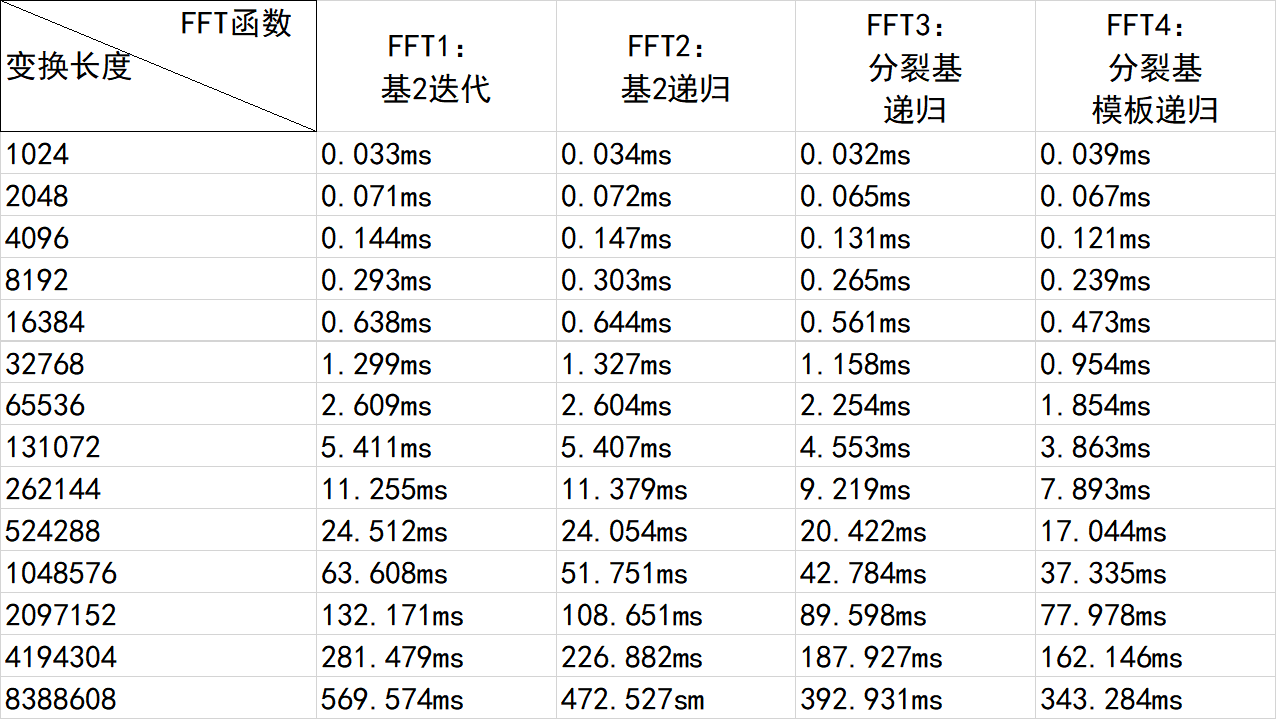 FFT函数
变换长度
FFT1：
基2迭代
FFT2：
基2递归
FFT3：
分裂基
递归
FFT4：
分裂基
模板递归
1024 0.033ms 0.034ms 0.032ms 0.039ms
2048 0.071ms 0.072ms 0.065ms 0.067ms
4096 0.144ms 0.147ms 0.131ms 0.121ms
8192 0.293ms 0.303ms 0.265ms 0.239ms
16384 0.638ms 0.644ms 0.561ms 0.473ms
32768 1.299ms 1.327ms 1.158ms 0.954ms
65536 2.609ms 2.604ms 2.254ms 1.854ms
131072 5.411ms 5.407ms 4.553ms 3.863ms
262144 11.255ms 11.379ms 9.219ms 7.893ms
524288 24.512ms 24.054ms 20.422ms 17.044ms
1048576 63.608ms 51.751ms 42.784ms 37.335ms
2097152 132.171ms 108.651ms 89.598ms 77.978ms
4194304 281.479ms 226.882ms 187.927ms 162.146ms
8388608 569.574ms 472.527sm 392.931ms 343.284ms